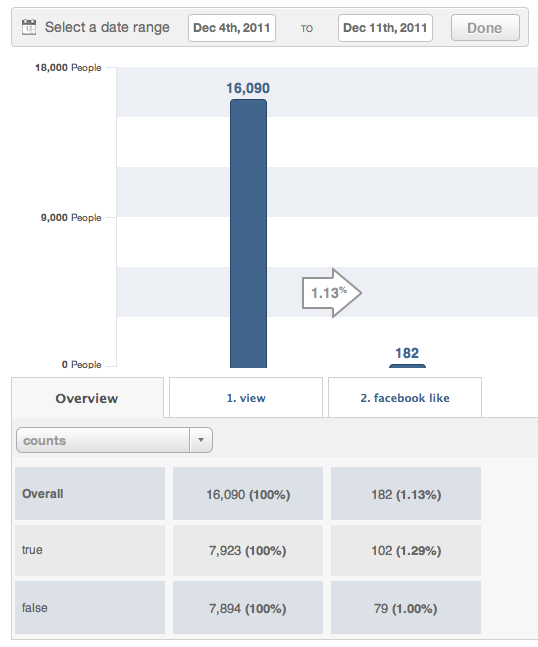 Select a date range Dec 4th, 2011 TO Dec 11th, 2011 Done
18,000 People
16,090
9,000 People
1.13%
182
0 People
Overview 1. view 2. facebook like
counts
Overall 16,090 (100%) 182 (1.13%)
true 7,923 (100%) 102 (1.29%)
false 7,894 (100%) 79 (1.00%)